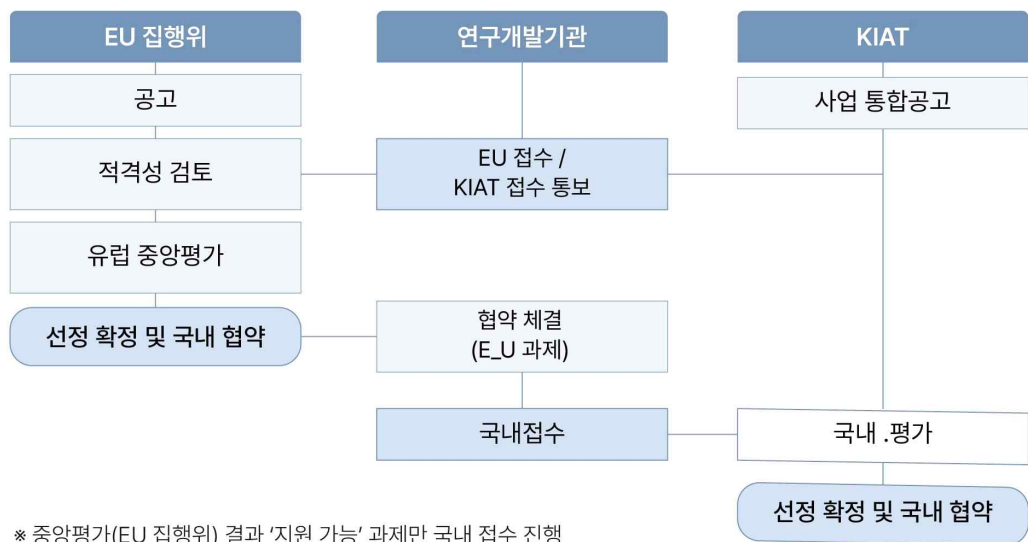 EU 집행위
연구개발기관
KIAT
공고
사업 통합공고
적격성 검토
EU 접수 /
KIAT 접수 통보
유럽 중앙평가
선정 확정 및 국내 협약
협약 체결
(E_U 과제)
국내접수
국내 .평가
선정 확정 및 국내 협약
※ 중앙평가(EU 집행위) 결과 ‘지원 가능’ 과제만 국내 접수 진행